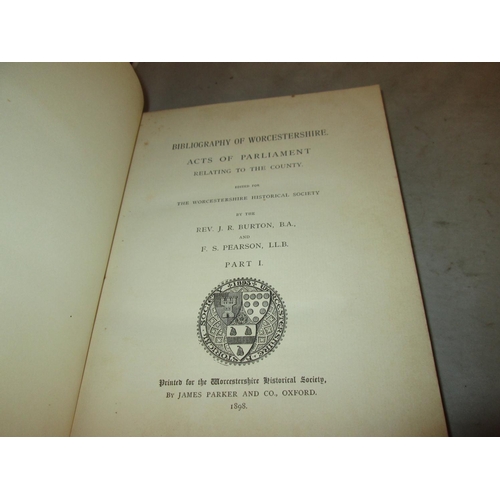 BIBLIOGRAPHY OF WORCESTERSHIRE.
ACTS OF PARLIAMENT
RELATING TO THE COUNTY.
EDITED FOR
THE WORCESTERSHIRE HISTORICAL SOCIETY
BY THE
REV. J. R. BURTON, B.A.,
AND
F. S. PEARSON, LL.B.
PART I.
Printed for the Worcestershire Historical Society,
BY JAMES PARKER AND CO., OXFORD.
1898.